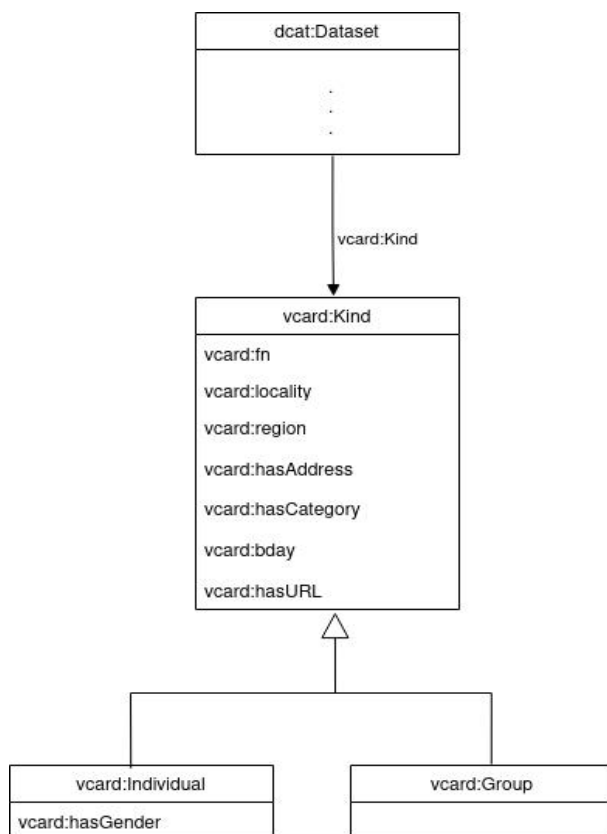 dcat:Dataset
.
.
.
vcard:Kind
vcard:Kind
vcard:fn
vcard:locality
vcard:region
vcard:hasAddress
vcard:hasCategory
vcard:bday
vcard:hasURL
vcard:Individual
vcard:hasGender
vcard:Group